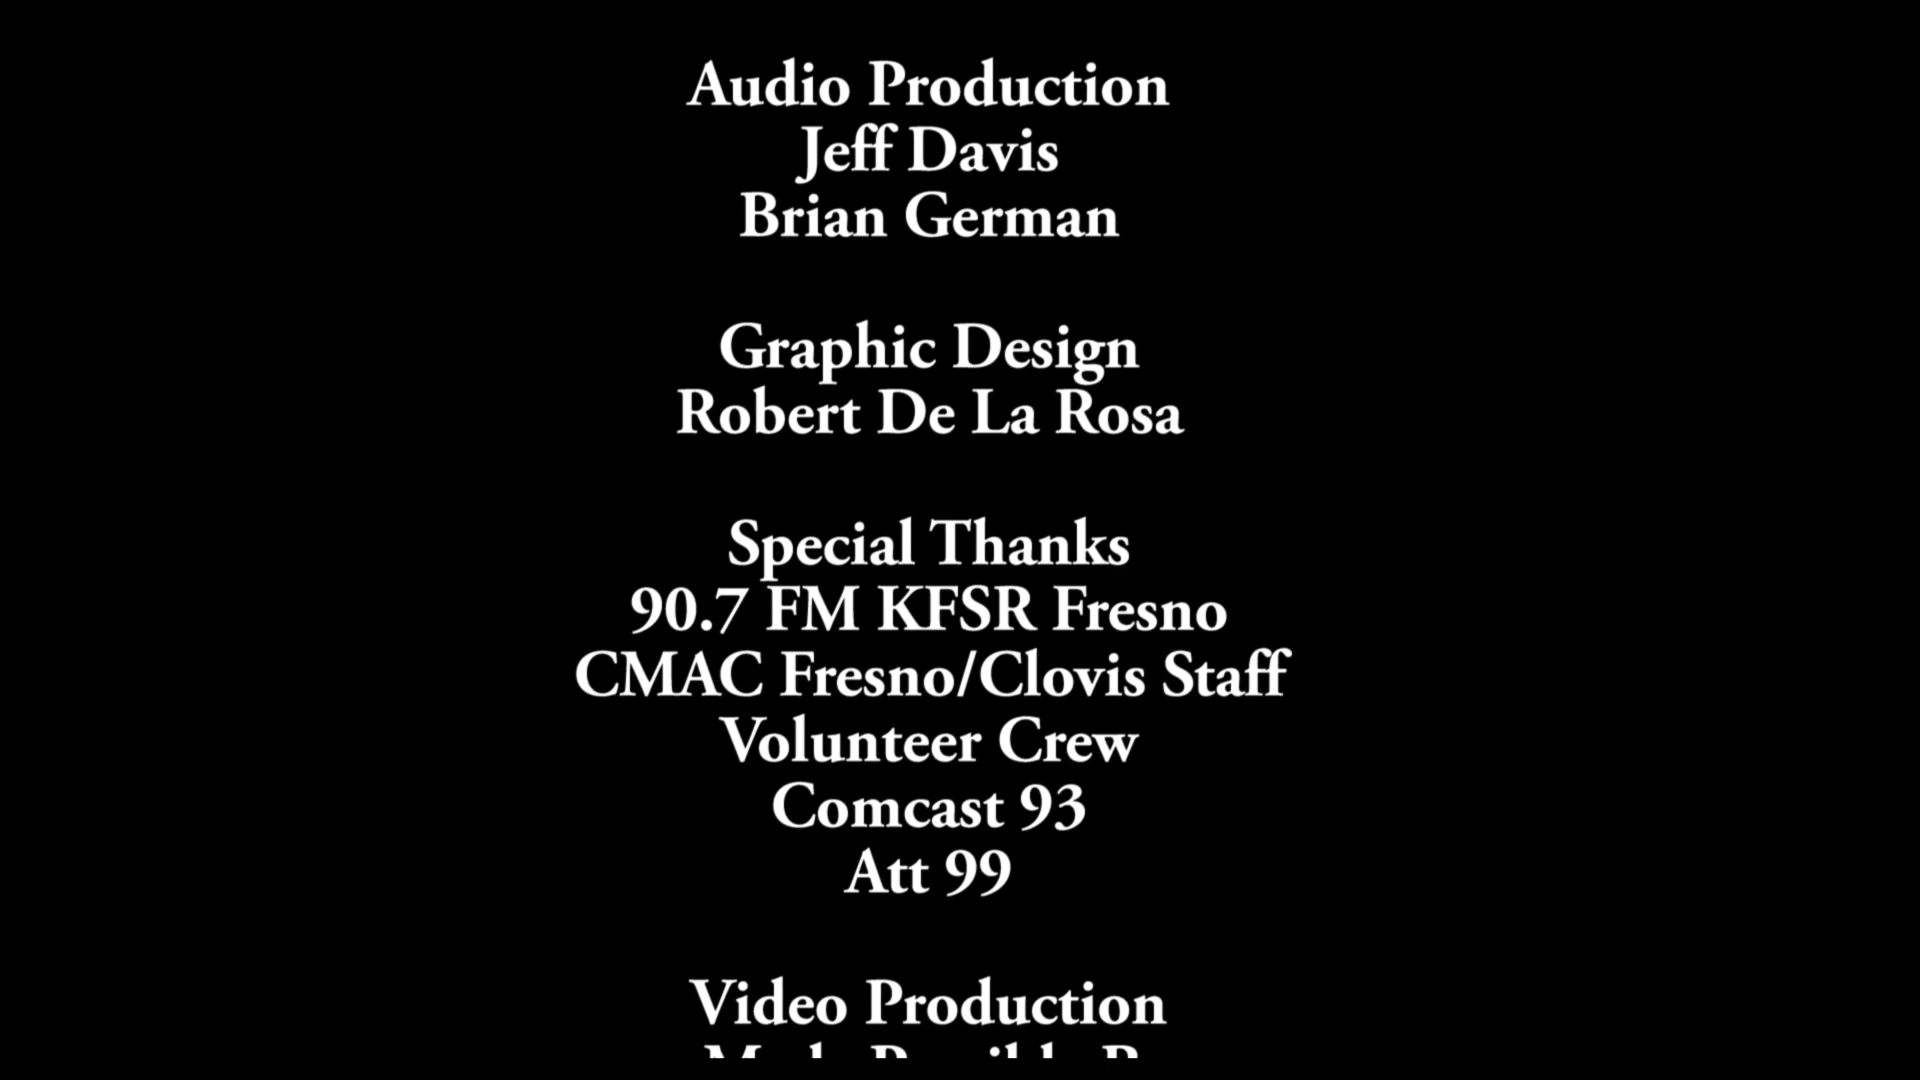 Audio Production
Jeff Davis
Brian German
Graphic Design
Robert De La Rosa
Special Thanks
90.7 FM KFSR Fresno
CMAC Fresno/Clovis Staff
Volunteer Crew
Comcast 93
Att 99
Video Production